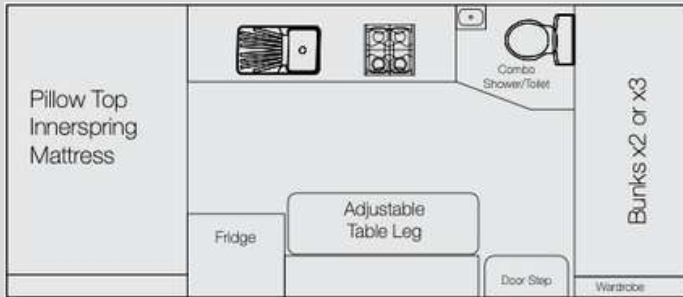 Pillow Top
Innerspring
Mattress
Combo
Shower/Toilet
Bunks x2 or x3
Fridge
Adjustable
Table Leg
Door Step
Wardrobe